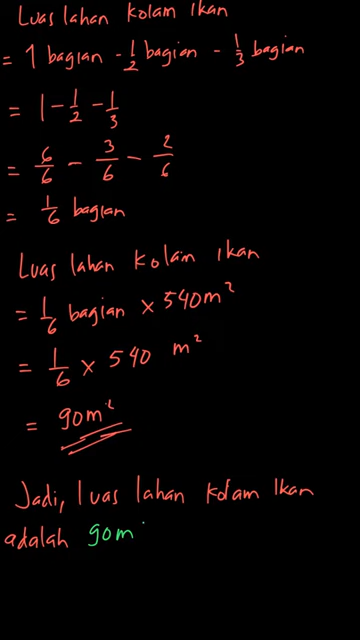 Luas lahan kolam ikan
= 1 bagian - 1/2 bagian - 1/3 bagian
= 1 - 1/2 - 1/3
= 6/6 - 3/6 - 2/6
= 1/6 bagian
Luas lahan kolam ikan
= 1/6 bagian × 540 m²
= 1/6 × 540 m²
= 90 m²
Jadi, luas lahan kolam ikan
adalah 90 m